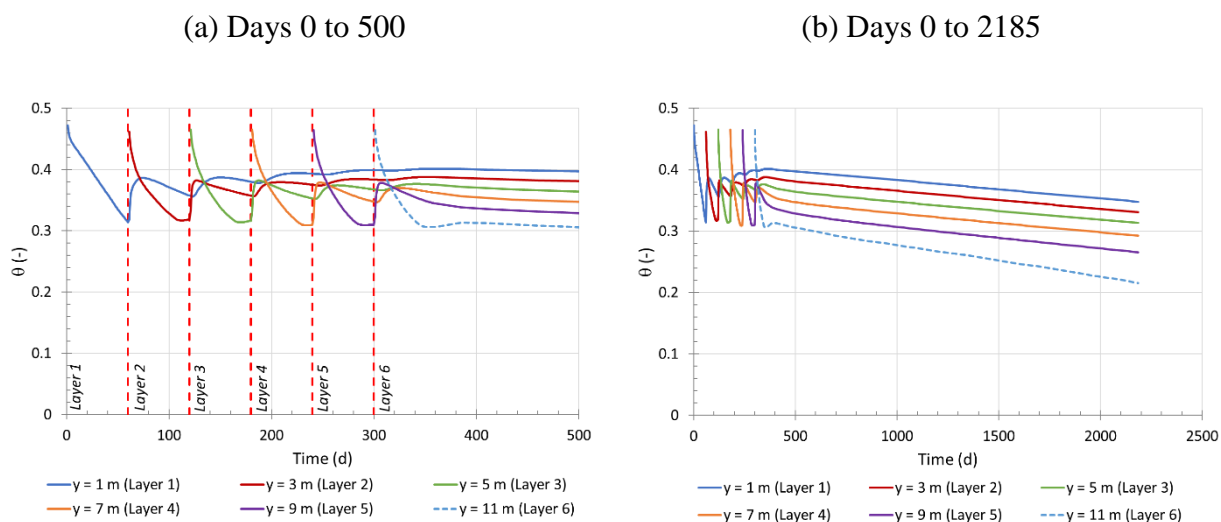 (a) Days 0 to 500
(b) Days 0 to 2185
0.5
0.4
0.3
0.2
0.1
0
θ (-)
Layer 1
Layer 2
Layer 3
Layer 4
Layer 5
Layer 6
0 100 200 300 400 500
Time (d)
y = 1 m (Layer 1) y = 3 m (Layer 2) y = 5 m (Layer 3)
y = 7 m (Layer 4) y = 9 m (Layer 5) y = 11 m (Layer 6)
0.5
0.4
0.3
0.2
0.1
0
θ (-)
0 500 1000 1500 2000 2500
Time (d)
y = 1 m (Layer 1) y = 3 m (Layer 2) y = 5 m (Layer 3)
y = 7 m (Layer 4) y = 9 m (Layer 5) y = 11 m (Layer 6)